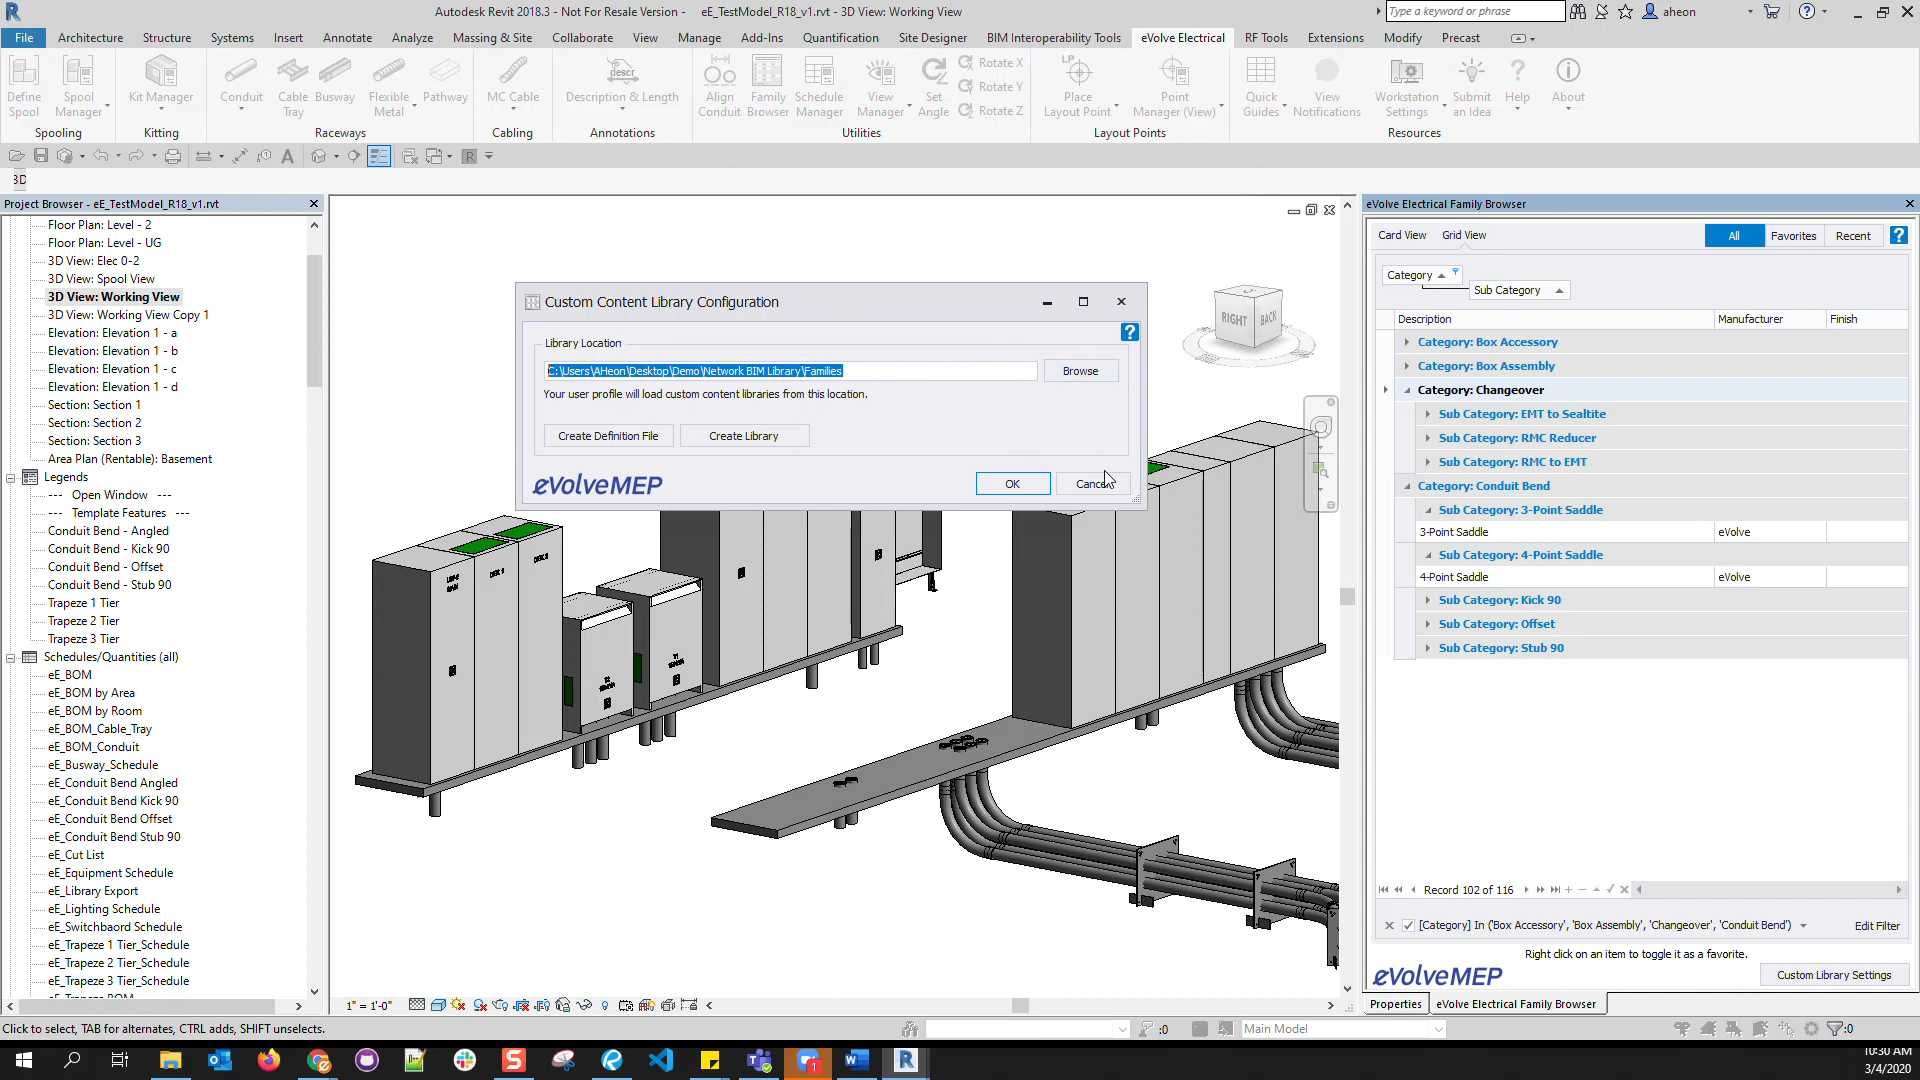 Autodesk Revit 2018.3 - Not For Resale Version -    eE_TestModel_R18_v1.rvt - 3D View: Working View
Type a keyword or phrase
aheon
File Architecture Structure Systems Insert Annotate Analyze Massing & Site Collaborate View Manage Add-Ins Quantification Site Designer BIM Interoperability Tools eVolve Electrical RF Tools Extensions Modify Precast
Define Spool
Spool Manager
Spooling
Kit Manager
Kitting
Conduit
Cable Tray
Busway
Flexible Metal
Pathway
Raceways
MC Cable
Cabling
descr
Description & Length
Annotations
Align Conduit
Family Browser
Schedule Manager
View Manager
Set Angle
Rotate X
Rotate Y
Rotate Z
Utilities
LP
Place Layout Point
Point Manager (View)
Layout Points
Quick Guides
View Notifications
Workstation Settings
Submit an Idea
Help
About
Resources
3D
Project Browser - eE_TestModel_R18_v1.rvt
Floor Plan: Level - 2
Floor Plan: Level - UG
3D View: Elec 0-2
3D View: Spool View
3D View: Working View
3D View: Working View Copy 1
Elevation: Elevation 1 - a
Elevation: Elevation 1 - b
Elevation: Elevation 1 - c
Elevation: Elevation 1 - d
Section: Section 1
Section: Section 2
Section: Section 3
Area Plan (Rentable): Basement
Legends
--- Open Window ---
--- Template Features ---
Conduit Bend - Angled
Conduit Bend - Kick 90
Conduit Bend - Offset
Conduit Bend - Stub 90
Trapeze 1 Tier
Trapeze 2 Tier
Trapeze 3 Tier
Schedules/Quantities (all)
eE_BOM
eE_BOM by Area
eE_BOM by Room
eE_BOM_Cable_Tray
eE_BOM_Conduit
eE_Busway_Schedule
eE_Conduit Bend Angled
eE_Conduit Bend Kick 90
eE_Conduit Bend Offset
eE_Conduit Bend Stub 90
eE_Cut List
eE_Equipment Schedule
eE_Library Export
eE_Lighting Schedule
eE_Switchbaord Schedule
eE_Trapeze 1 Tier_Schedule
eE_Trapeze 2 Tier_Schedule
eE_Trapeze 3 Tier_Schedule
Custom Content Library Configuration
Library Location
C:\Users\AHeon\Desktop\Demo\Network BIM Library\Families
Browse
Your user profile will load custom content libraries from this location.
Create Definition File
Create Library
eVolveMEP
OK
Cancel
RIGHT
BACK
eVolve Electrical Family Browser
Card View
Grid View
All
Favorites
Recent
Category
Sub Category
Description
Manufacturer
Finish
Category: Box Accessory
Category: Box Assembly
Category: Changeover
Sub Category: EMT to Sealtite
Sub Category: RMC Reducer
Sub Category: RMC to EMT
Category: Conduit Bend
Sub Category: 3-Point Saddle
3-Point Saddle eVolve
Sub Category: 4-Point Saddle
4-Point Saddle eVolve
Sub Category: Kick 90
Sub Category: Offset
Sub Category: Stub 90
Record 102 of 116
[Category] In ('Box Accessory', 'Box Assembly', 'Changeover', 'Conduit Bend')
Edit Filter
Right click on an item to toggle it as a favorite.
eVolveMEP
Custom Library Settings
Properties
eVolve Electrical Family Browser
1" = 1'-0"
Click to select, TAB for alternates, CTRL adds, SHIFT unselects.
:0
Main Model
:0
10:30 AM
3/4/2020